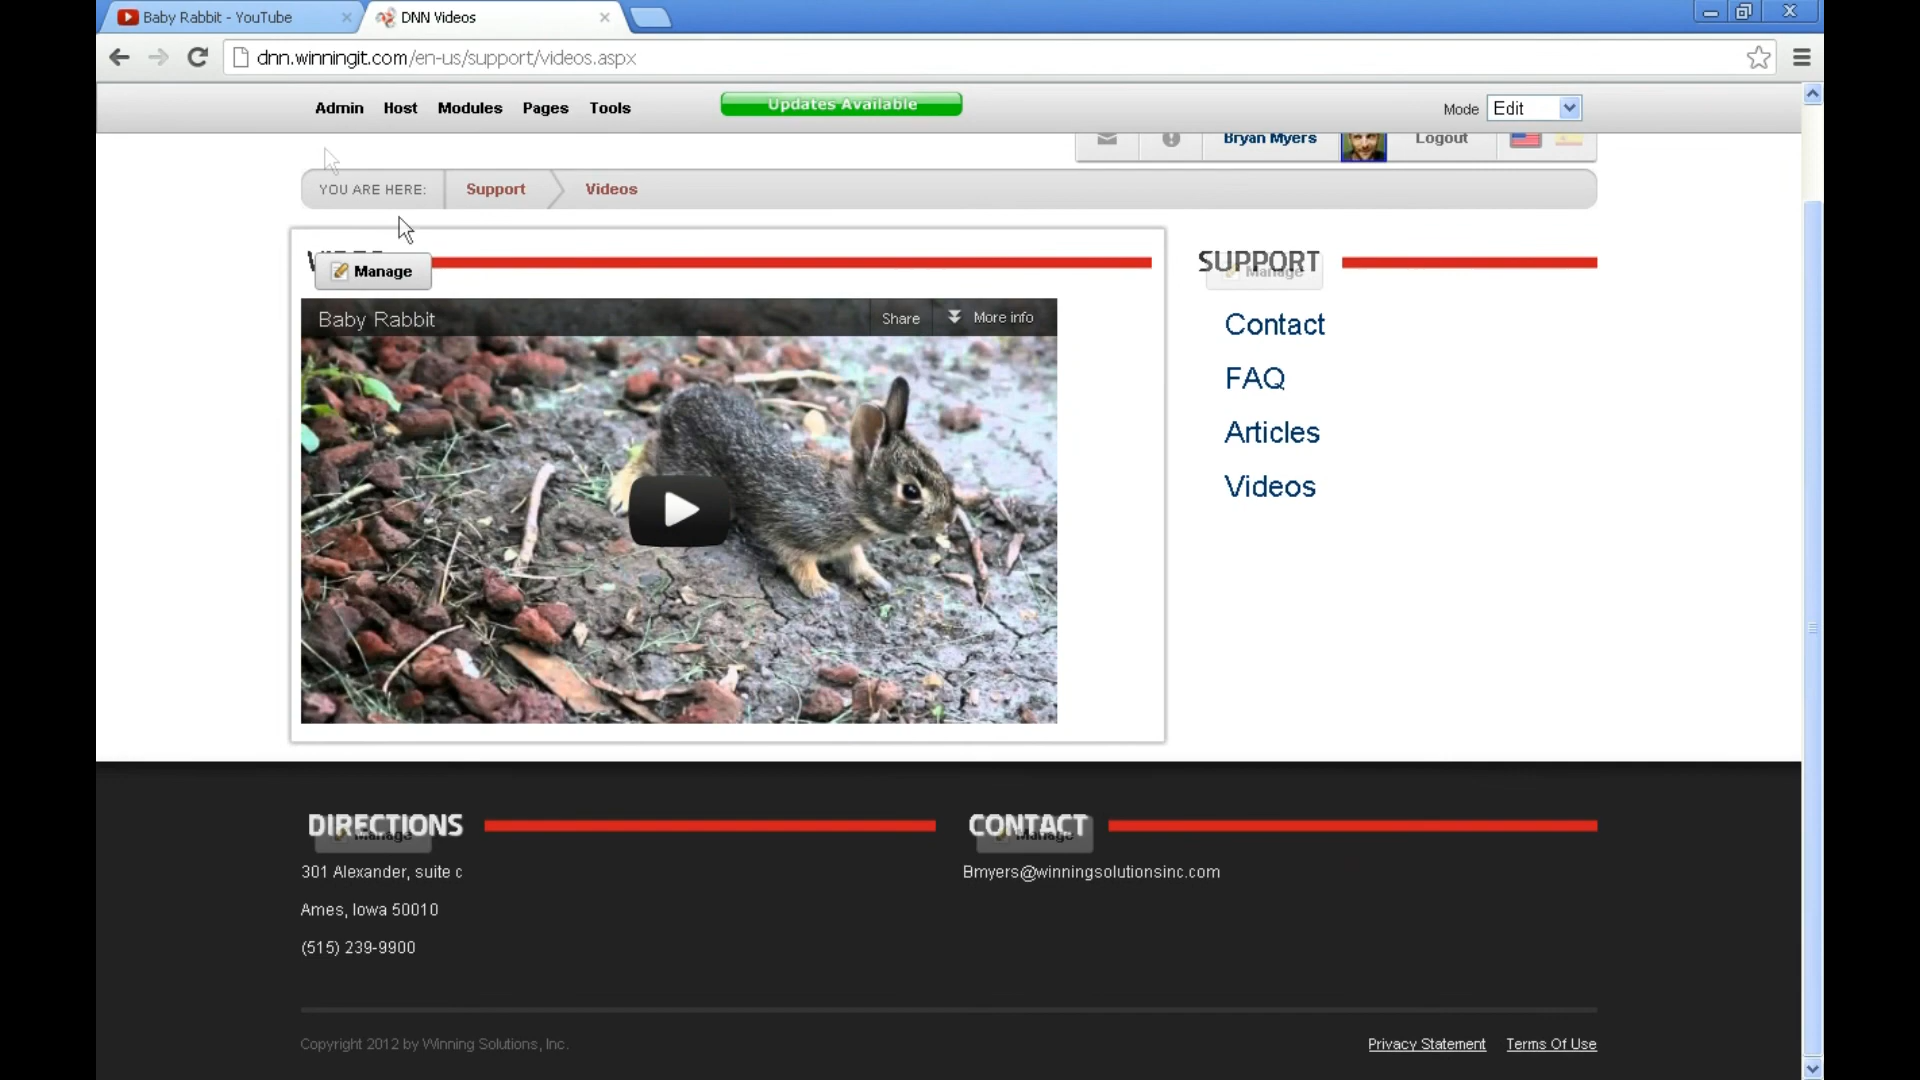 Baby Rabbit - YouTube
DNN Videos
dnn.winningit.com/en-us/support/videos.aspx
Admin Host Modules Pages Tools
Updates Available
Mode Edit
Bryan Myers
Logout
YOU ARE HERE: Support Videos
Manage
SUPPORT
Manage
Baby Rabbit
Share
More info
Contact
FAQ
Articles
Videos
DIRECTIONS
Manage
301 Alexander, suite c
Ames, Iowa 50010
(515) 239-9900
CONTACT
Manage
Bmyers@winningsolutionsinc.com
Copyright 2012 by Winning Solutions, Inc.
Privacy Statement
Terms Of Use